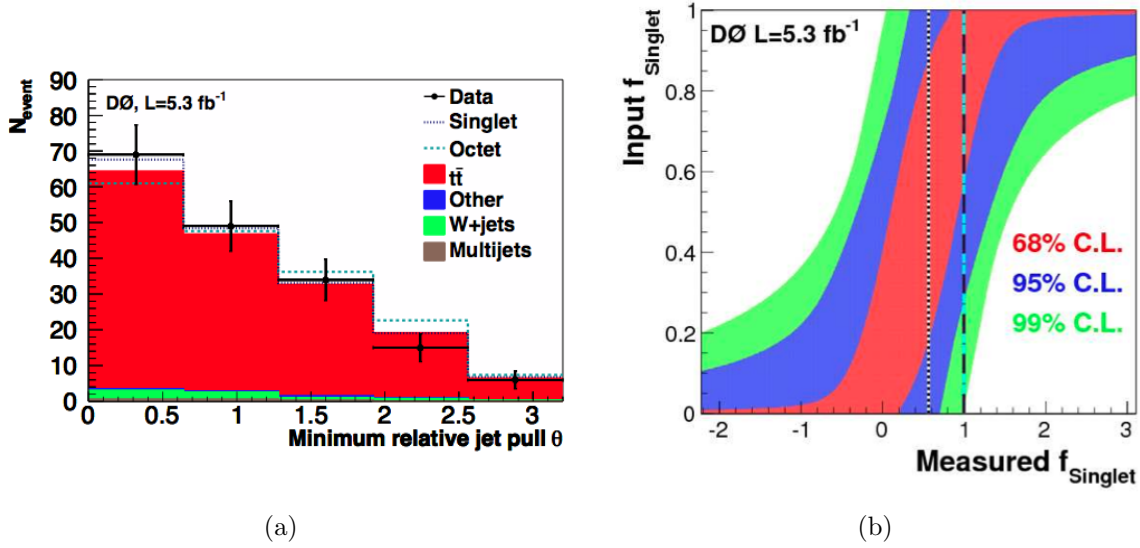 DØ, L=5.3 fb⁻¹
N_event
90
80
70
60
50
40
30
20
10
0
Data
Singlet
Octet
tt̄
Other
W+jets
Multijets
0 0.5 1 1.5 2 2.5 3
Minimum relative jet pull θ
(a)
DØ L=5.3 fb⁻¹
Input f_Singlet
1
0.8
0.6
0.4
0.2
0
68% C.L.
95% C.L.
99% C.L.
-2 -1 0 1 2 3
Measured f_Singlet
(b)